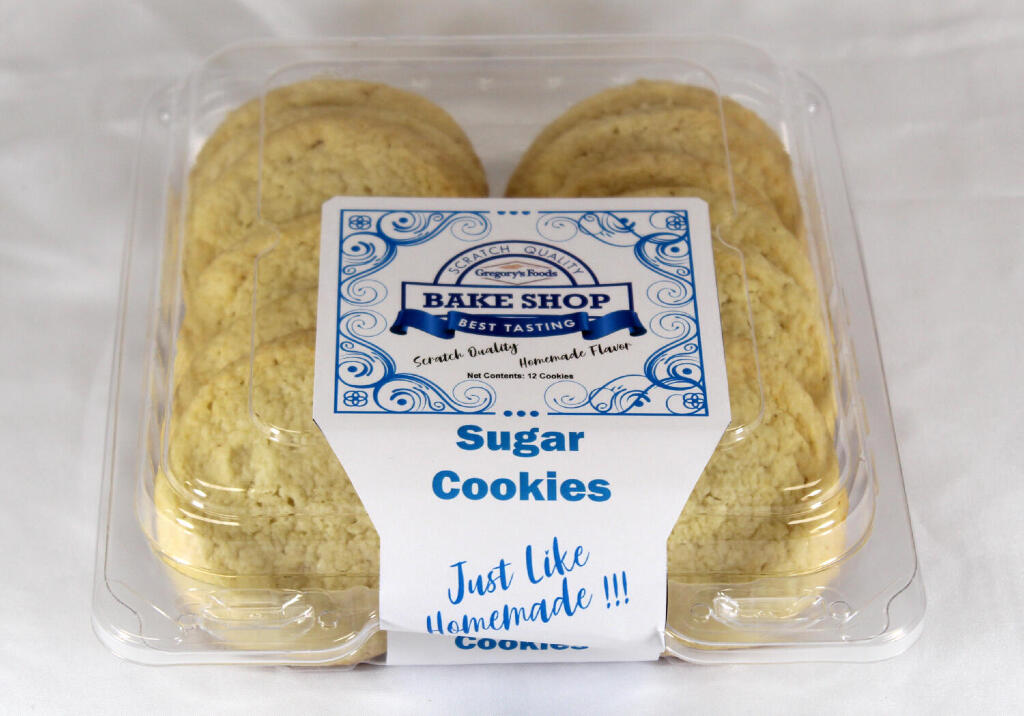 SCRATCH QUALITY
Gregory's Foods
BAKE SHOP
BEST TASTING
Scratch Quality Homemade Flavor
Net Contents: 12 Cookies
Sugar
Cookies
Just Like
Homemade !!!
Cookies